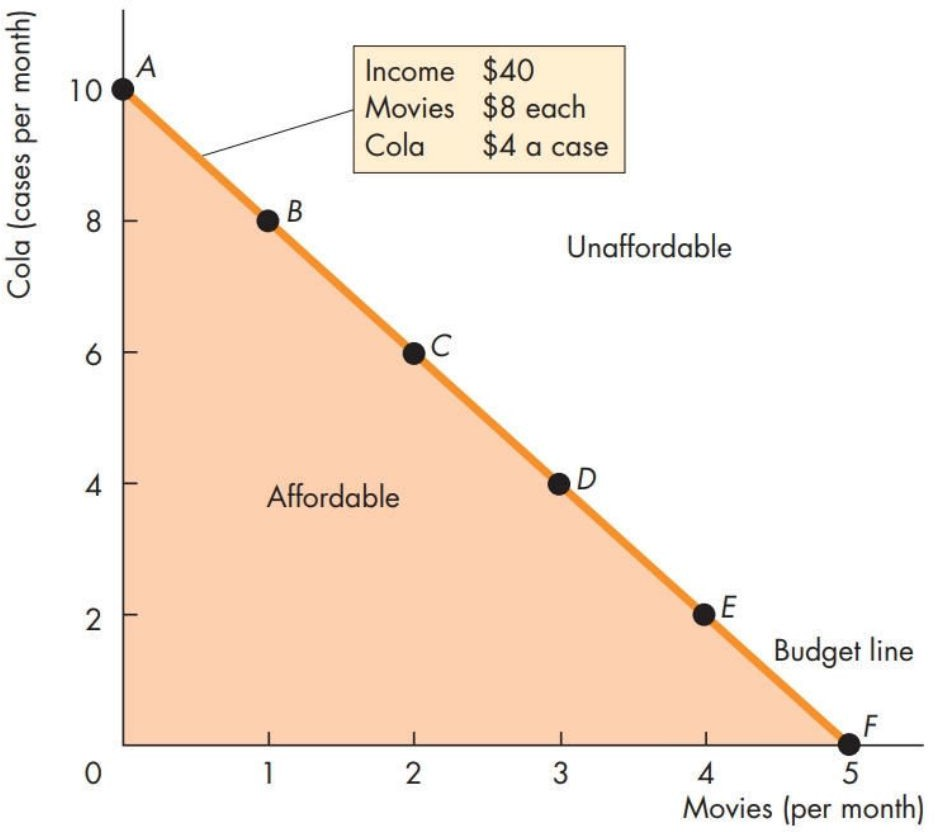 Cola (cases per month)
10
A
Income $40
Movies $8 each
Cola $4 a case
8
B
Unaffordable
6
C
4
D
Affordable
2
E
Budget line
F
0
1
2
3
4
5
Movies (per month)